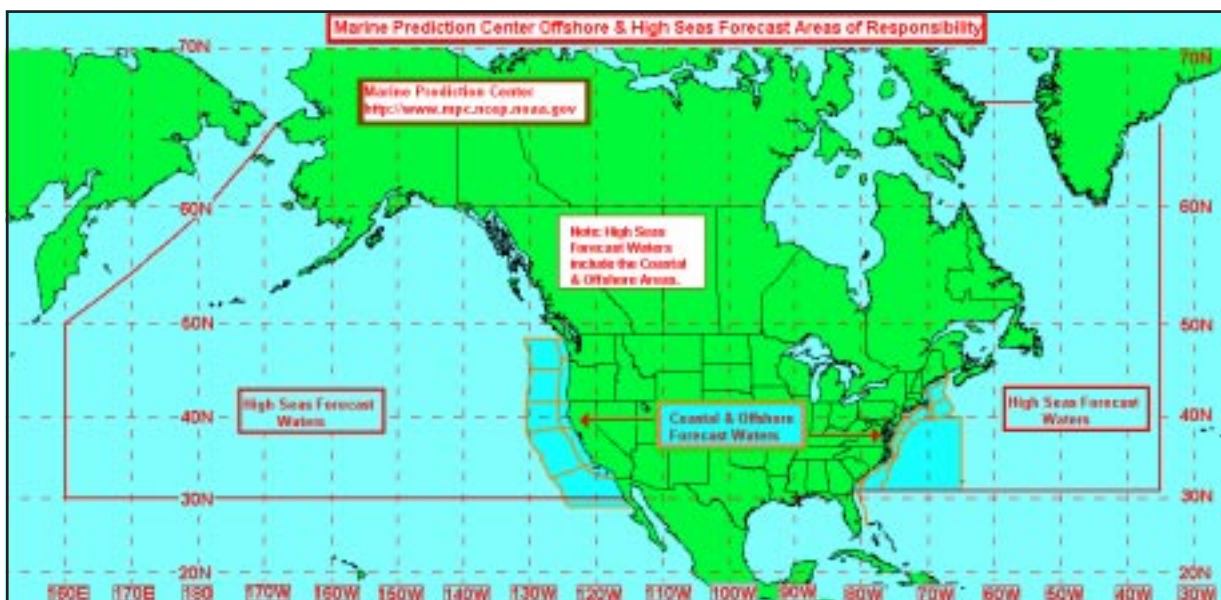 Marine Prediction Center Offshore & High Seas Forecast Areas of Responsibility
70N
70N
Marine Prediction Center
http://www.mpc.ncep.noaa.gov
60N
60N
Note: High Seas
Forecast Waters
include the Coastal
& Offshore Areas.
50N
50N
High Seas Forecast
Waters
40N
Coastal & Offshore
Forecast Waters
High Seas Forecast
Waters
40N
30N
30N
20N
20N
160E 170E 180 170W 160W 150W 140W 130W 120W 110W 100W 90W 80W 70W 60W 50W 40W 30W